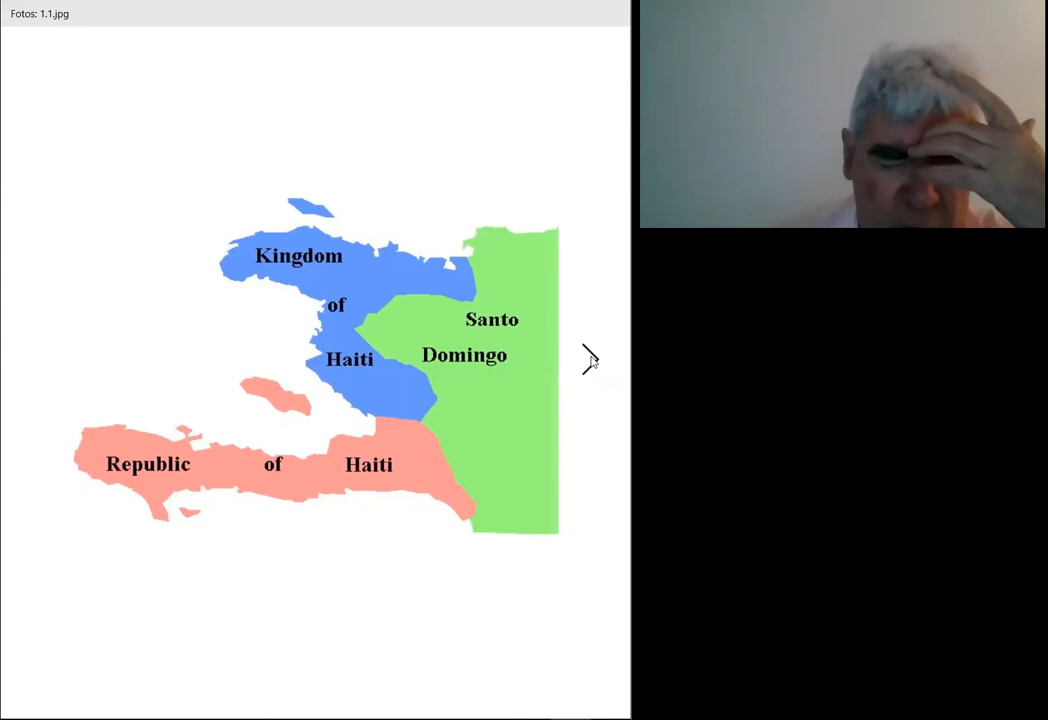 Fotos: 1.1.jpg
Kingdom
of
Haiti
Santo
Domingo
Republic of Haiti